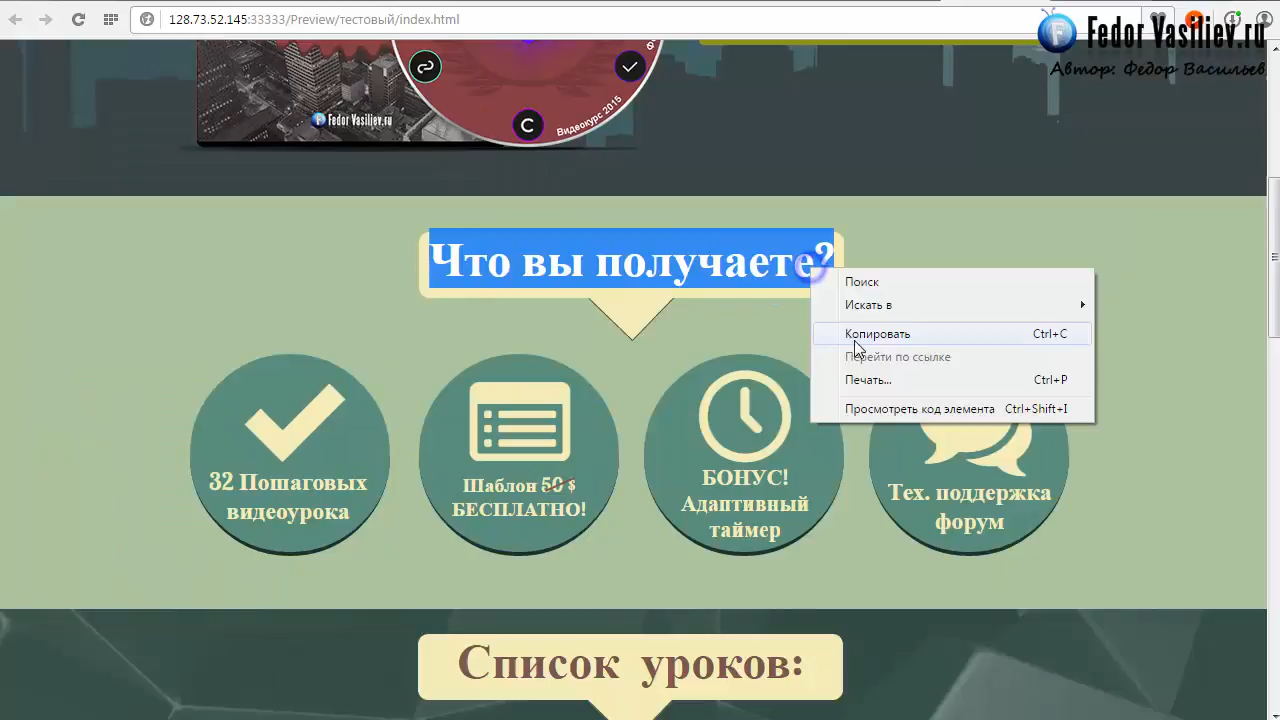 128.73.52.145:33333/Preview/тестовый/index.html
Fedor Vasiliev.ru
Автор: Федор Васильев
Fedor Vasiliev.ru
Видеокурс 2015
C
Что вы получаете?
Поиск
Искать в
Копировать Ctrl+C
Перейти по ссылке
Печать... Ctrl+P
Просмотреть код элемента Ctrl+Shift+I
32 Пошаговых
видеоурока
Шаблон 50 $
БЕСПЛАТНО!
БОНУС!
Адаптивный
таймер
Тех. поддержка
форум
Список уроков: